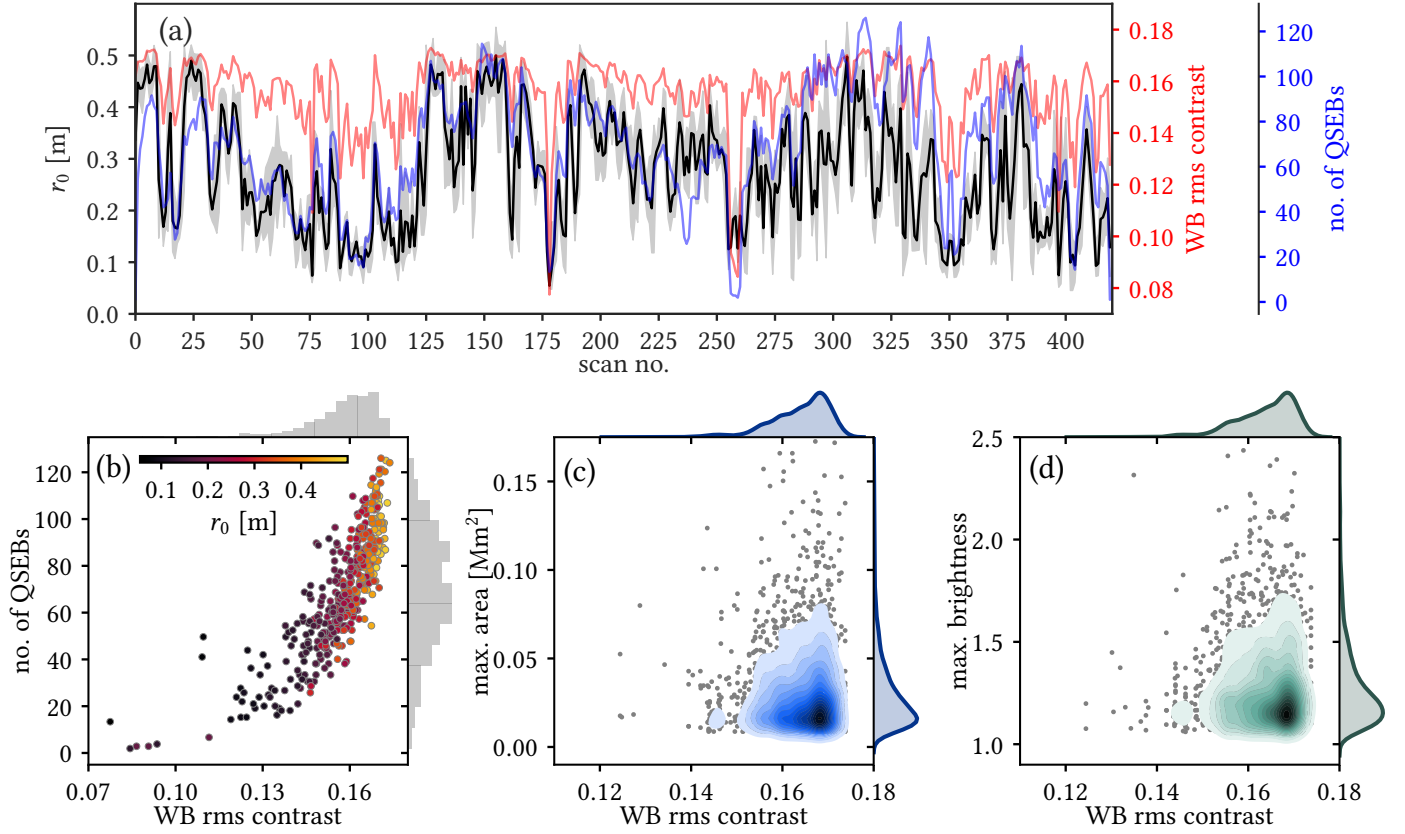 (a)
0.5
0.4
0.3
0.2
0.1
0.0
r₀ [m]
0 25 50 75 100 125 150 175 200 225 250 275 300 325 350 375 400
scan no.
0.18
0.16
0.14
0.12
0.10
0.08
WB rms contrast
120
100
80
60
40
20
0
no. of QSEBs
(b)
0.1 0.2 0.3 0.4
r₀ [m]
120
100
80
60
40
20
0
no. of QSEBs
0.07 0.10 0.13 0.16
WB rms contrast
(c)
0.15
0.10
0.05
0.00
max. area [Mm²]
0.12 0.14 0.16 0.18
WB rms contrast
(d)
2.5
2.0
1.5
1.0
max. brightness
0.12 0.14 0.16 0.18
WB rms contrast